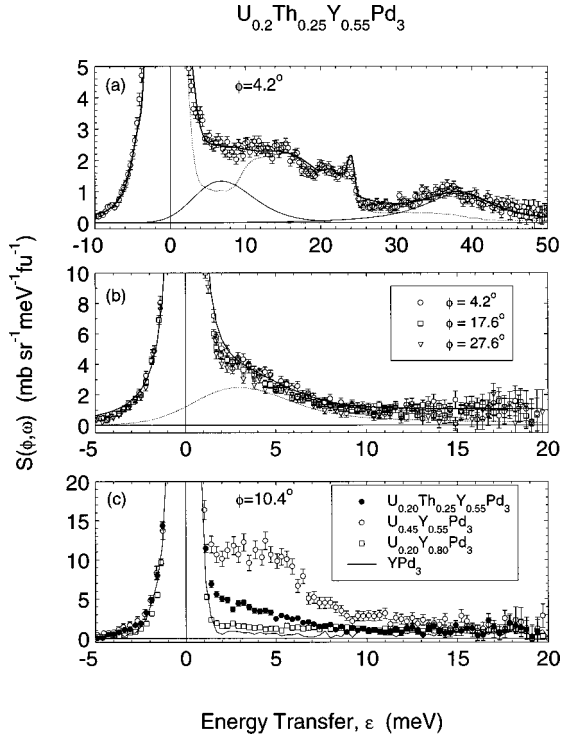 U₀.₂Th₀.₂₅Y₀.₅₅Pd₃
5
4
3
2
1
0
(a)
ϕ=4.2°
-10 0 10 20 30 40 50
S(ϕ,ω) (mb sr⁻¹meV⁻¹fu⁻¹)
10
8
6
4
2
0
(b)
ϕ = 4.2°
ϕ = 17.6°
ϕ = 27.6°
-5 0 5 10 15 20
20
15
10
5
0
(c)
ϕ=10.4°
U₀.₂₀Th₀.₂₅Y₀.₅₅Pd₃
U₀.₄₅Y₀.₅₅Pd₃
U₀.₂₀Y₀.₈₀Pd₃
YPd₃
-5 0 5 10 15 20
Energy Transfer, ε (meV)